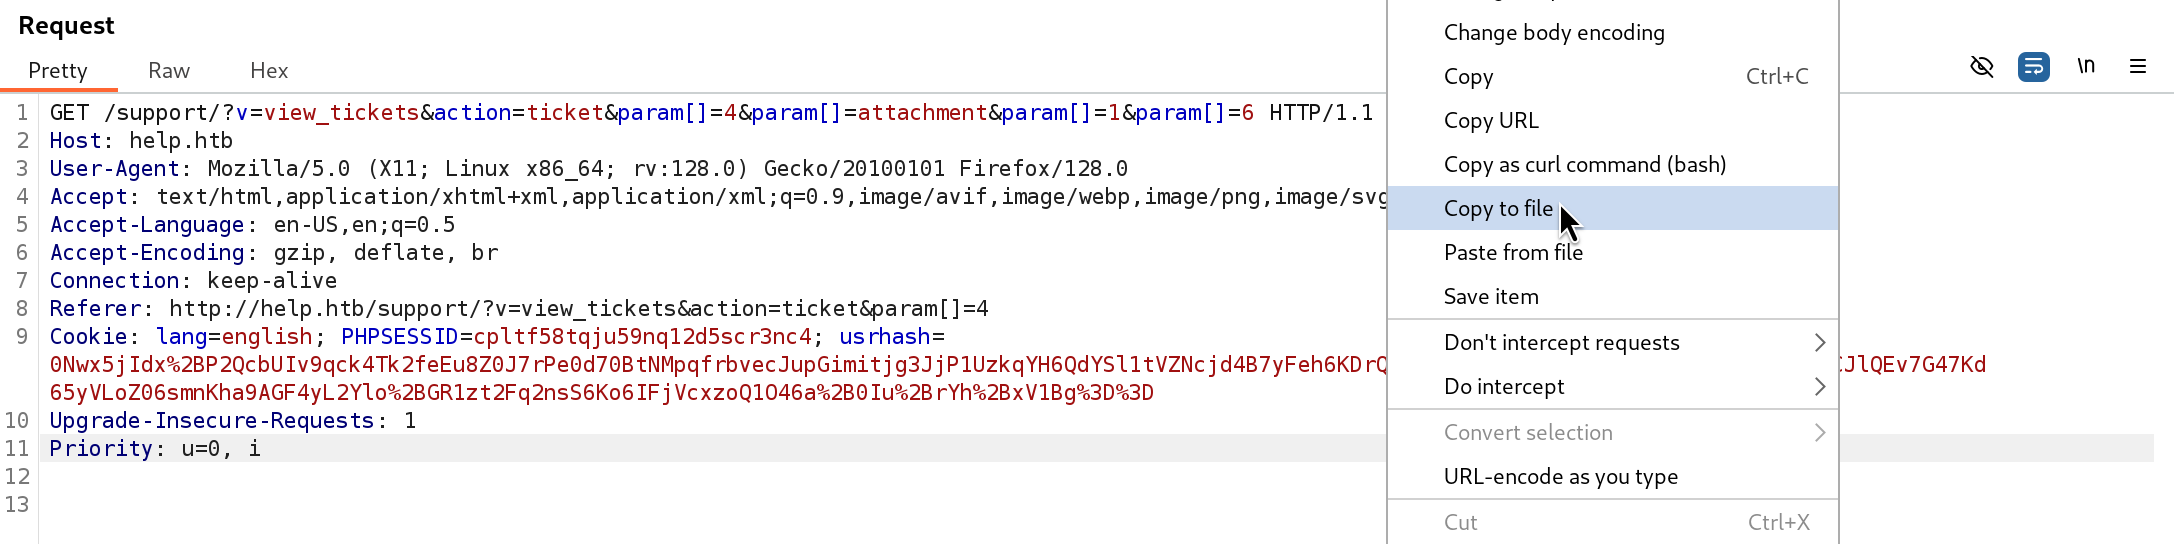 Request
Pretty Raw Hex
\n
1 GET /support/?v=view_tickets&action=ticket&param[]=4&param[]=attachment&param[]=1&param[]=6 HTTP/1.1
2 Host: help.htb
3 User-Agent: Mozilla/5.0 (X11; Linux x86_64; rv:128.0) Gecko/20100101 Firefox/128.0
4 Accept: text/html,application/xhtml+xml,application/xml;q=0.9,image/avif,image/webp,image/png,image/svg
5 Accept-Language: en-US,en;q=0.5
6 Accept-Encoding: gzip, deflate, br
7 Connection: keep-alive
8 Referer: http://help.htb/support/?v=view_tickets&action=ticket&param[]=4
9 Cookie: lang=english; PHPSESSID=cpltf58tqju59nq12d5scr3nc4; usrhash=
0Nwx5jIdx%2BP2QcbUIv9qck4Tk2feEu8Z0J7rPe0d70BtNMpqfrbvecJupGimitjg3JjP1UzkqYH6QdYSl1tVZNcjd4B7yFeh6KDrQ JlQEv7G47Kd
65yVLoZ06smnKha9AGF4yL2Ylo%2BGR1zt2Fq2nsS6Ko6IFjVcxzoQ1O46a%2B0Iu%2BrYh%2BxV1Bg%3D%3D
10 Upgrade-Insecure-Requests: 1
11 Priority: u=0, i
12
13
Change body encoding
Copy Ctrl+C
Copy URL
Copy as curl command (bash)
Copy to file
Paste from file
Save item
Don't intercept requests
Do intercept
Convert selection
URL-encode as you type
Cut Ctrl+X